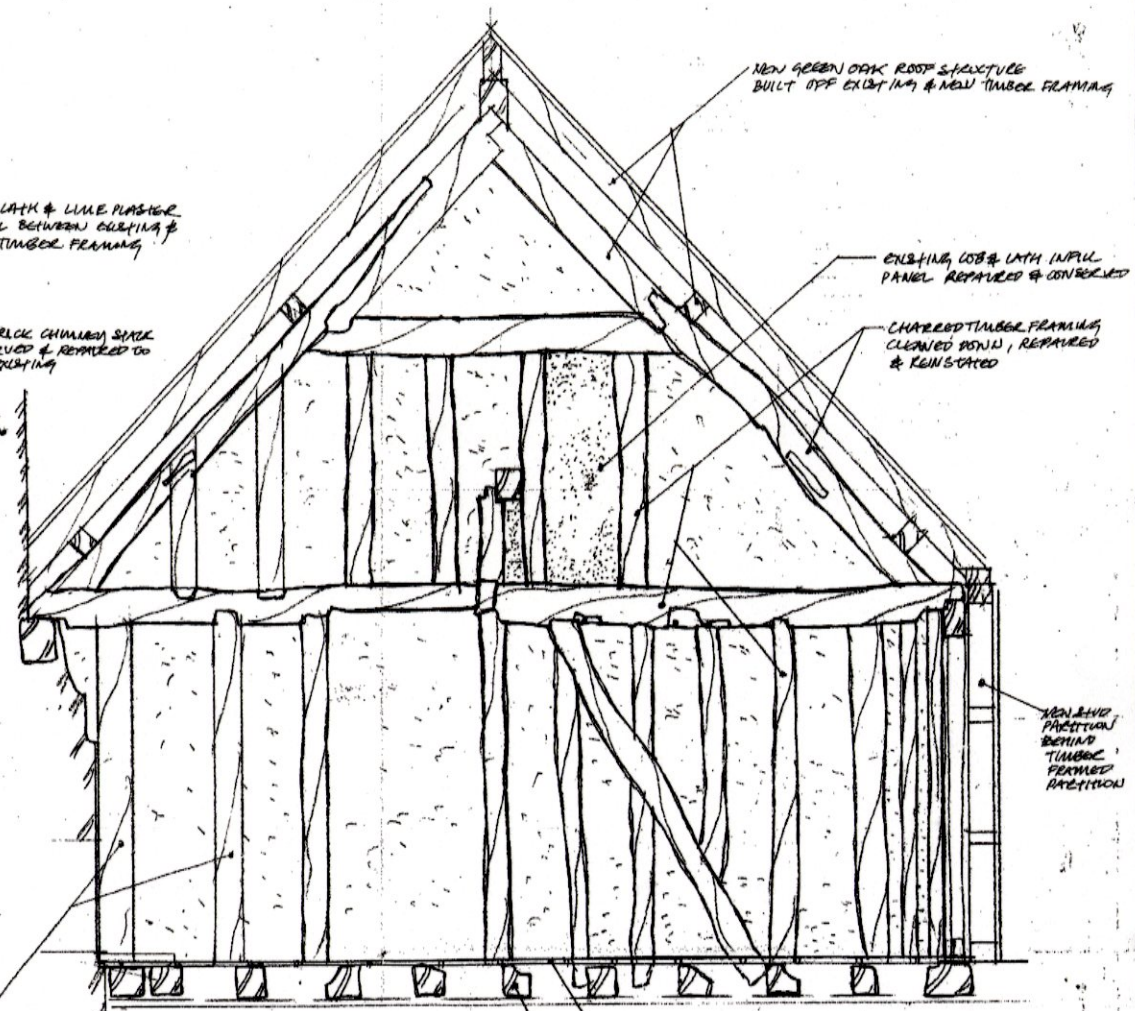 NEW GREEN OAK ROOF STRUCTURE
BUILT OFF EXISTING & NEW TIMBER FRAMING
LATH & LIME PLASTER
BETWEEN EXISTING &
TIMBER FRAMING
EXISTING COB & LATH INFILL
PANEL REPAIRED & CONSERVED
CHIMNEY STACK
& REPAIRED TO
EXISTING
CHARRED TIMBER FRAMING
CLEANED DOWN, REPAIRED
& REINSTATED
NEW STUD
PARTITION
BEHIND
TIMBER
FRAMED
PARTITION